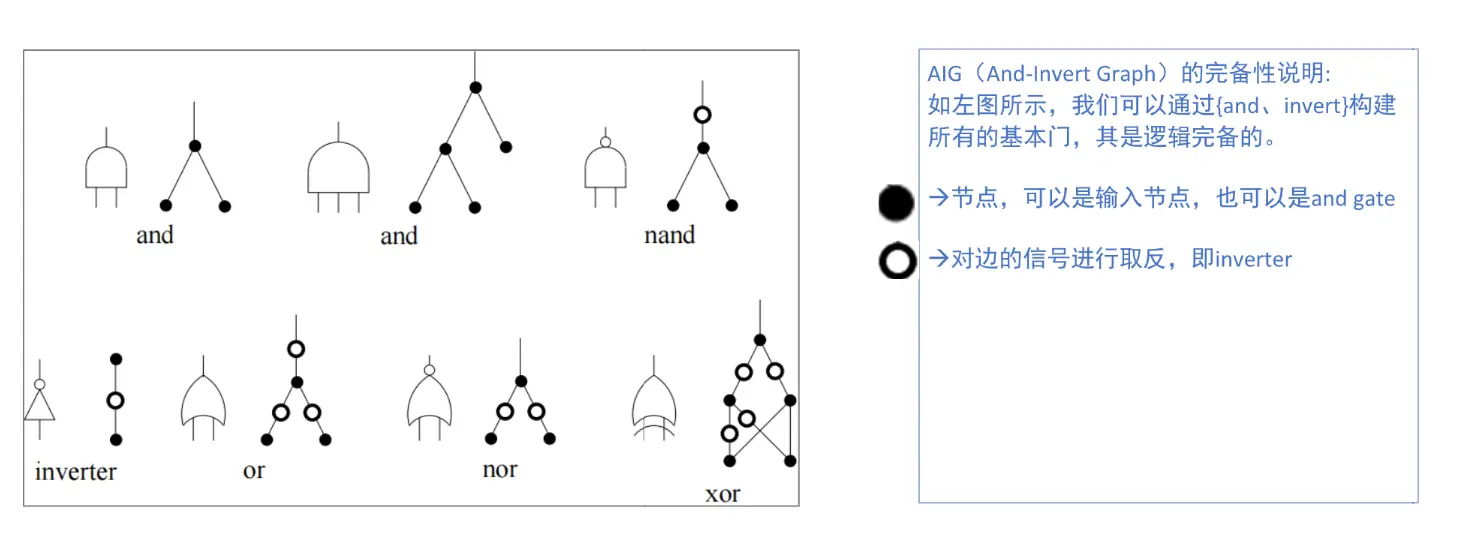 and
and
nand
inverter
or
nor
xor
AIG（And-Invert Graph）的完备性说明:
如左图所示，我们可以通过{and、invert}构建
所有的基本门，其是逻辑完备的。
→节点，可以是输入节点，也可以是and gate
→对边的信号进行取反，即inverter